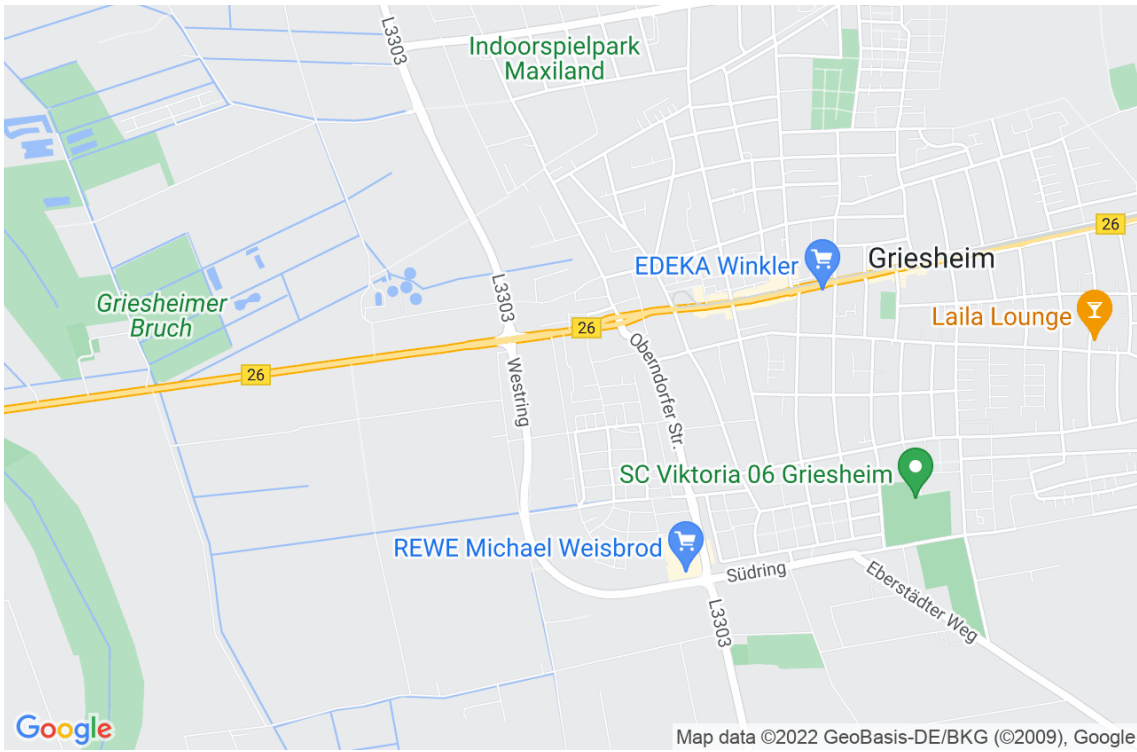 L3303
Indoorspielpark
Maxiland
26
EDEKA Winkler
Griesheim
L3303
Griesheimer
Bruch
Laila Lounge
26
26
Westring
Oberndorfer Str.
SC Viktoria 06 Griesheim
REWE Michael Weisbrod
Südring
Eberstädter Weg
L3303
Google
Map data ©2022 GeoBasis-DE/BKG (©2009), Google